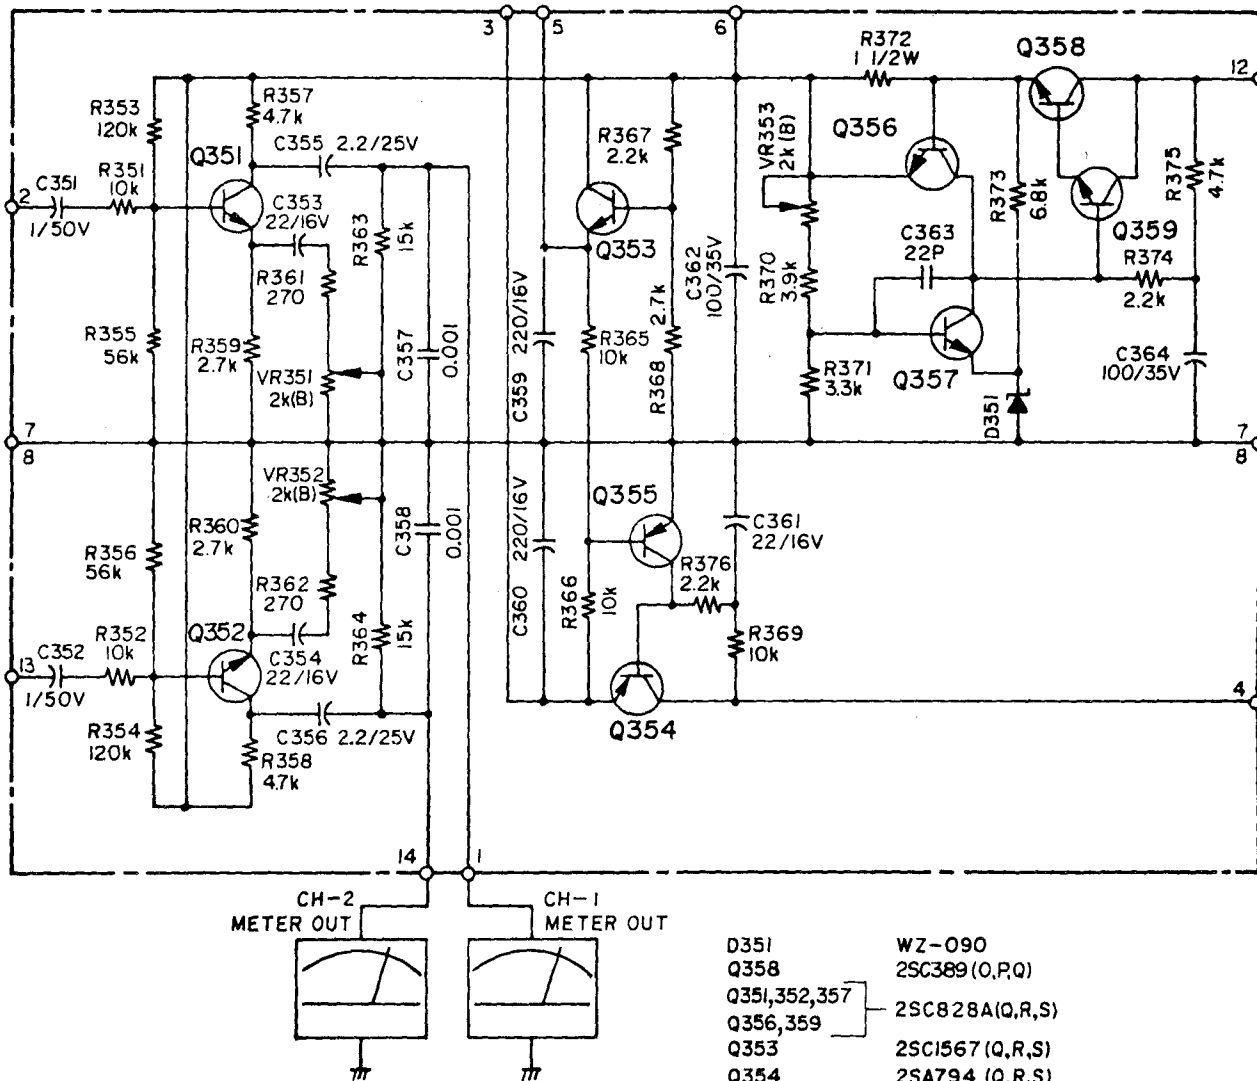 3
5
6
12
R372
1 1/2W
Q358
R353
120k
R357
4.7k
C355 2.2/25V
R367
2.2k
VR353
2k(B)
Q356
Q351
R351
10k
C351
2
1/50V
C353
22/16V
R363
15k
Q353
C362
100/35V
R373
6.8k
R375
4.7k
Q359
C363
22P
R361
270
R370
3.9k
R374
2.2k
R355
56k
R359
2.7k
VR351
2k(B)
C357
0.001
C359
220/16V
R365
10k
R368
2.7k
R371
3.3k
Q357
C364
100/35V
D351
7
8
7
8
VR352
2k(B)
Q355
R360
2.7k
C358
0.001
C360
220/16V
C361
22/16V
R356
56k
R362
270
R376
2.2k
R366
10k
R364
15k
R352
10k
Q352
13
C352
1/50V
C354
22/16V
R369
10k
4
Q354
R354
120k
C356 2.2/25V
R358
4.7k
14
1
CH-2
METER OUT
CH-1
METER OUT
D351 WZ-090
Q358 2SC389(O,P,Q)
Q351,352,357
Q356,359
2SC828A(Q,R,S)
Q353 2SC1567(Q,R,S)
Q354 2SA794(Q,R,S)